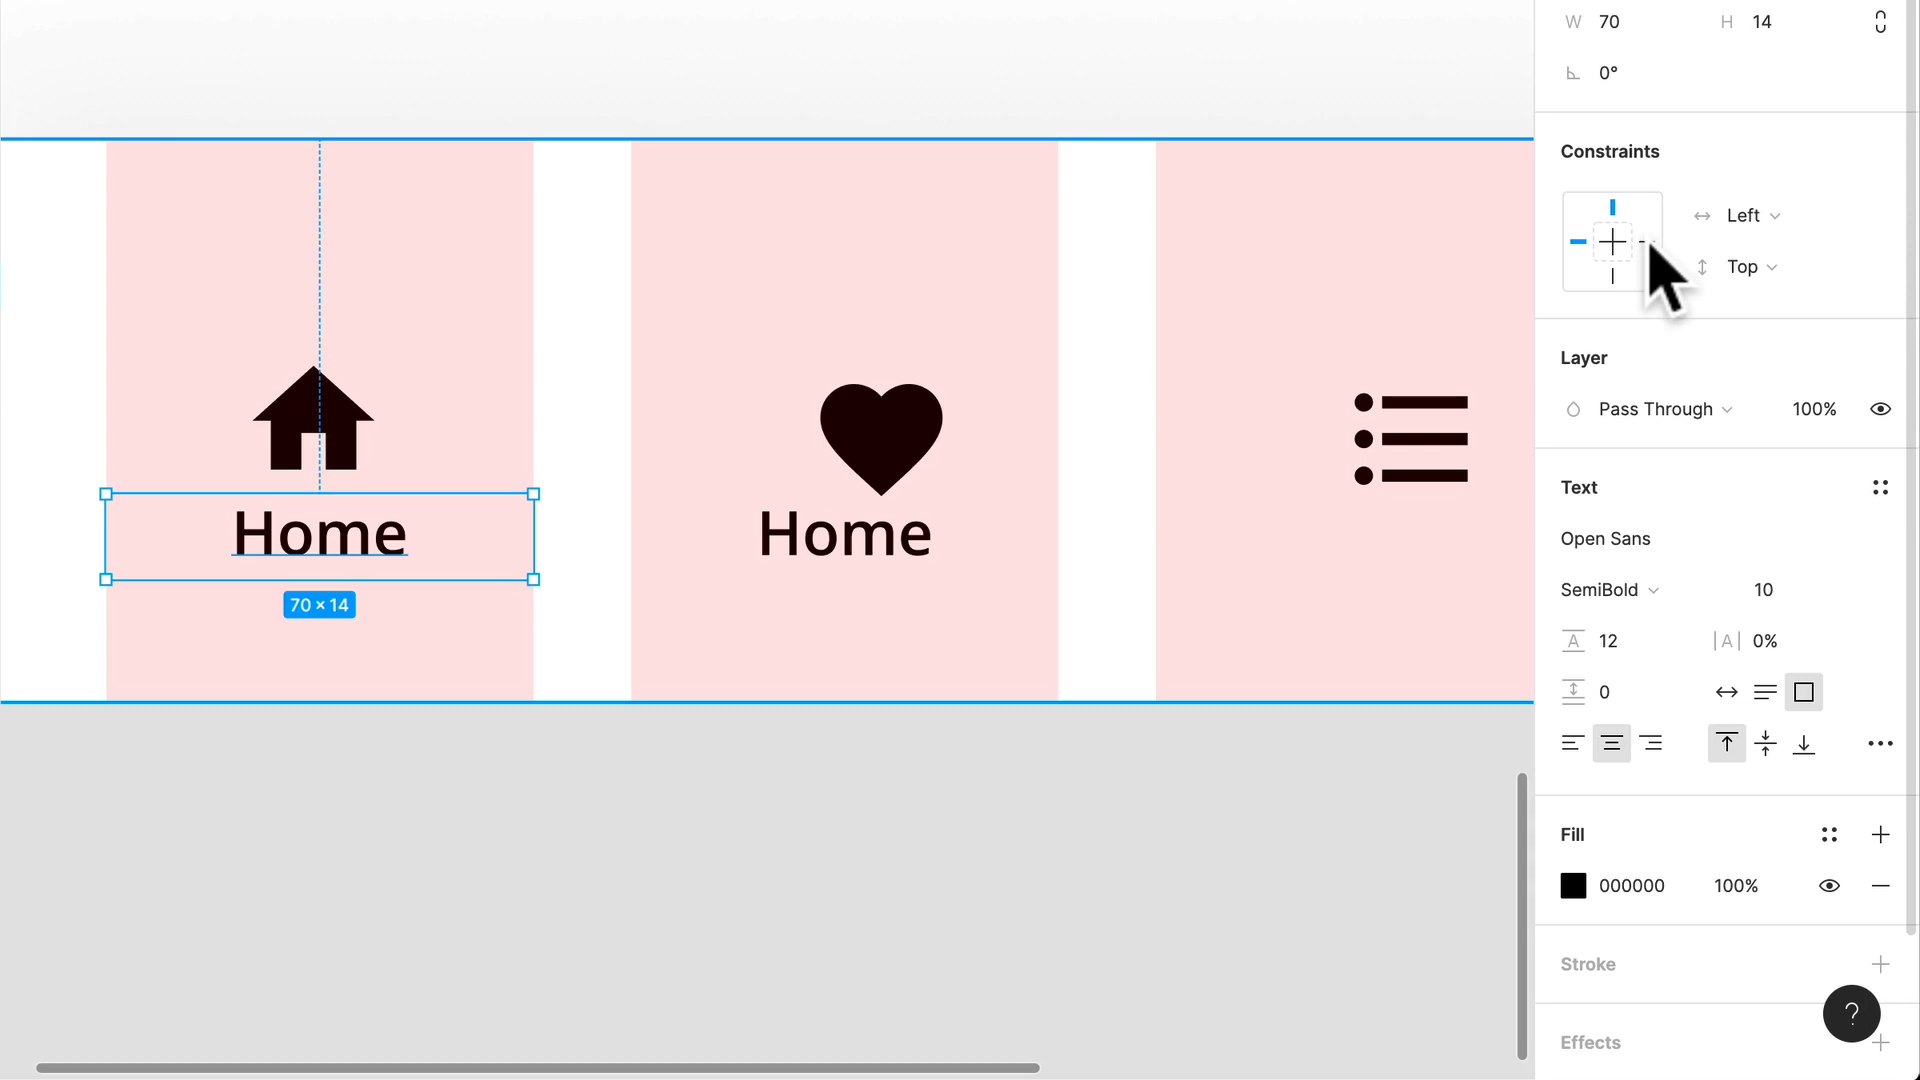 W 70 H 14
0°
Constraints
Left
Top
Layer
Pass Through 100%
Home
Home
70 × 14
Text
Open Sans
SemiBold 10
A 12 |A| 0%
0
Fill
000000 100%
Stroke
?
Effects